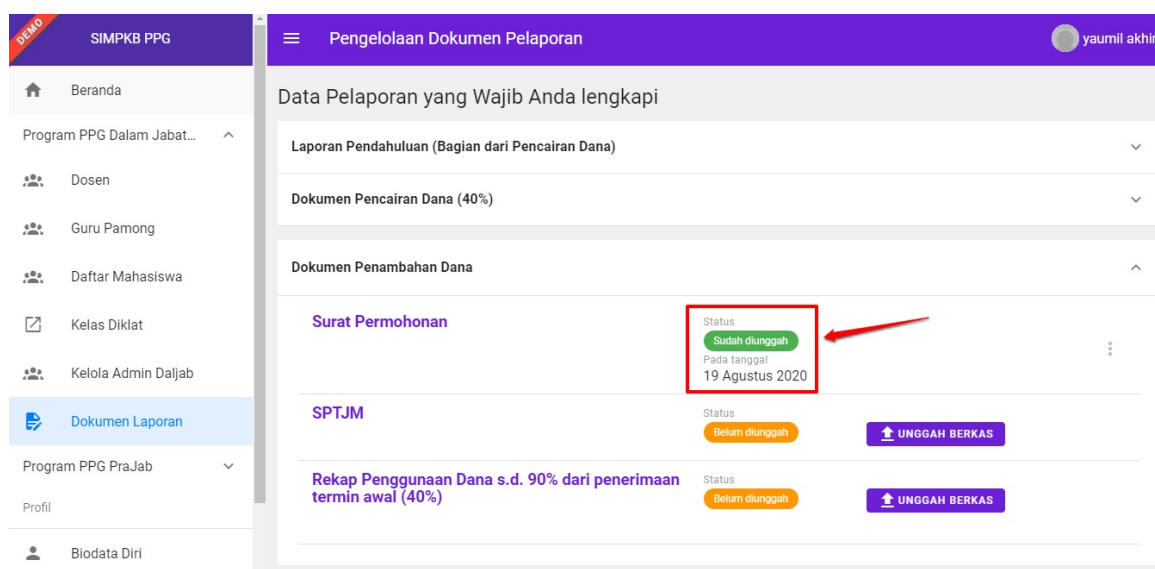 DEMO
SIMPKB PPG
Pengelolaan Dokumen Pelaporan
yaumil akhir
Beranda
Program PPG Dalam Jabat...
Dosen
Guru Pamong
Daftar Mahasiswa
Kelas Diklat
Kelola Admin Daljab
Dokumen Laporan
Program PPG PraJab
Profil
Biodata Diri
Data Pelaporan yang Wajib Anda lengkapi
Laporan Pendahuluan (Bagian dari Pencairan Dana)
Dokumen Pencairan Dana (40%)
Dokumen Penambahan Dana
Surat Permohonan
Status
Sudah diunggah
Pada tanggal
19 Agustus 2020
SPTJM
Status
Belum diunggah
UNGGAH BERKAS
Rekap Penggunaan Dana s.d. 90% dari penerimaan
termin awal (40%)
Status
Belum diunggah
UNGGAH BERKAS